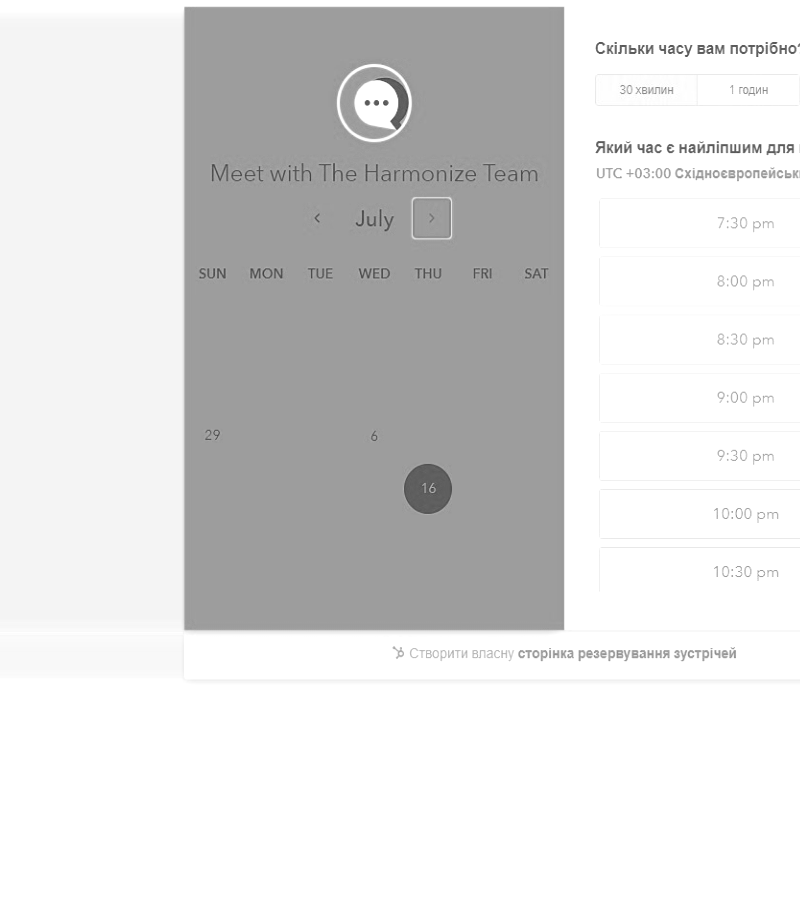 Meet with The Harmonize Team
July
SUN MON TUE WED THU FRI SAT
29 6
16
Скільки часу вам потрібно?
30 хвилин 1 годин
Який час є найліпшим для
UTC +03:00
7:30 pm
8:00 pm
8:30 pm
9:00 pm
9:30 pm
10:00 pm
10:30 pm
Створити власну сторінка резервування зустрічей